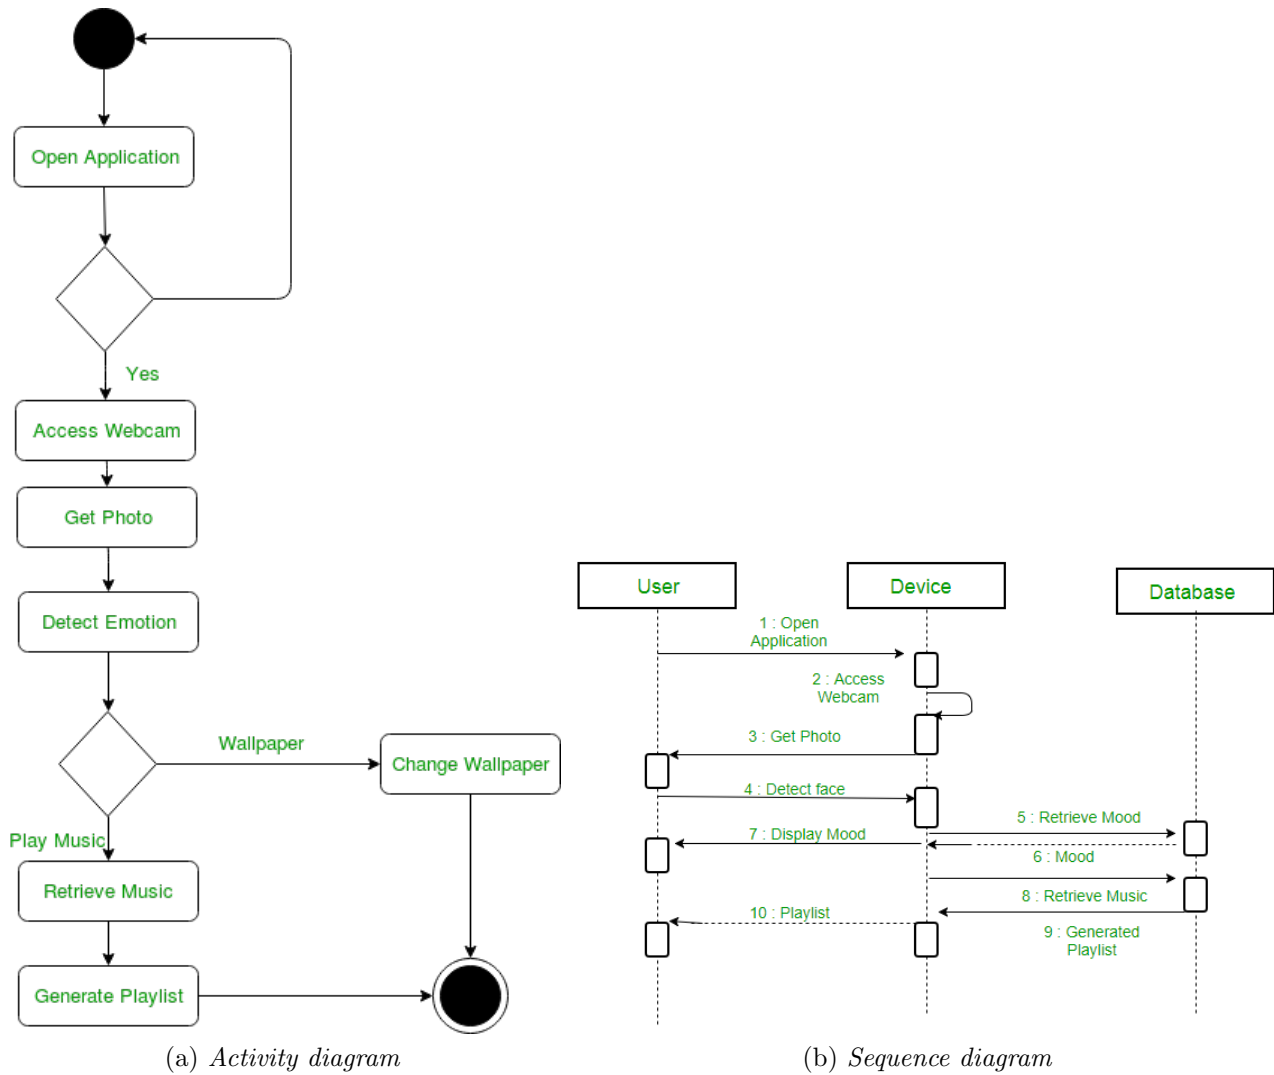 Open Application
Yes
Access Webcam
Get Photo
Detect Emotion
Wallpaper
Change Wallpaper
Play Music
Retrieve Music
Generate Playlist
(a) Activity diagram
User
Device
Database
1 : Open
Application
2 : Access
Webcam
3 : Get Photo
4 : Detect face
5 : Retrieve Mood
7 : Display Mood
6 : Mood
8 : Retrieve Music
10 : Playlist
9 : Generated
Playlist
(b) Sequence diagram